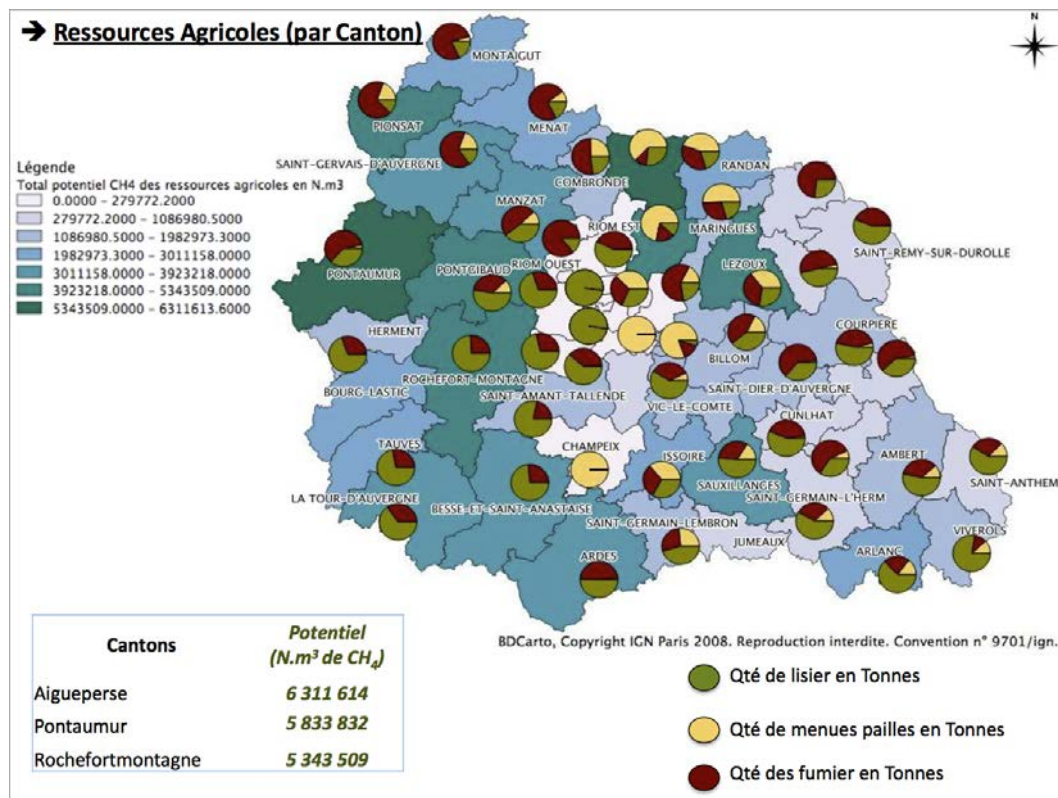 ➔ Ressources Agricoles (par Canton)
N
MONTAIGUT
PIONSAT
MENAT
SAINT-GERVAIS-D'AUVERGNE
COMBRONDE
RANDAN
Légende
Total potentiel CH4 des ressources agricoles en N.m3
0.0000 - 279772.2000
279772.2000 - 1086980.5000
1086980.5000 - 1982973.3000
1982973.3000 - 3011158.0000
3011158.0000 - 3923218.0000
3923218.0000 - 5343509.0000
5343509.0000 - 6311613.6000
MANZAT
RIOM EST
MARINGUES
SAINT-REMY-SUR-DUROLLE
PONTAUMUR
PONTGIBAUD
RIOM OUEST
LEZOUX
HERMENT
COURPIERE
BILLOM
BOURG-LASTIC
ROCHEFORT-MONTAGNE
SAINT-DIER-D'AUVERGNE
SAINT-AMANT-TALLENDE
VIC-LE-COMTE
CUNLHAT
TAUVES
CHAMPEIX
ISSOIRE
AMBERT
SAUXILLANGES
SAINT-ANTHEM
LA TOUR-D'AUVERGNE
BESSE-ET-SAINT-ANASTAISE
SAINT-GERMAIN-L'HERM
SAINT-GERMAIN-LEMBRON
VIVEROLS
JUMEAUX
ARDES
ARLANC
BDCarto, Copyright IGN Paris 2008. Reproduction interdite. Convention n° 9701/ign.
Cantons
Potentiel
(N.m³ de CH₄)
Aigueperse 6 311 614
Pontaumur 5 833 832
Rochefortmontagne 5 343 509
Qté de lisier en Tonnes
Qté de menues pailles en Tonnes
Qté des fumier en Tonnes